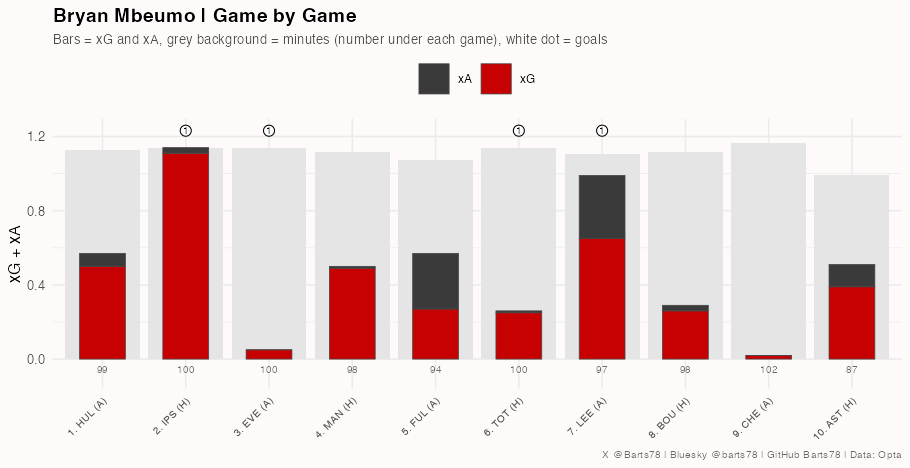 Bryan Mbeumo | Game by Game
Bars = xG and xA, grey background = minutes (number under each game), white dot = goals
xA xG
xG + xA
1.2
0.8
0.4
0.0
1 1 1 1
99 100 100 98 94 100 97 98 102 87
1. HUL (A) 2. IPS (H) 3. EVE (A) 4. MAN (H) 5. FUL (A) 6. TOT (H) 7. LEE (A) 8. BOU (H) 9. CHE (A) 10. AST (H)
X @Barts78 | Bluesky @barts78 | GitHub Barts78 | Data: Opta